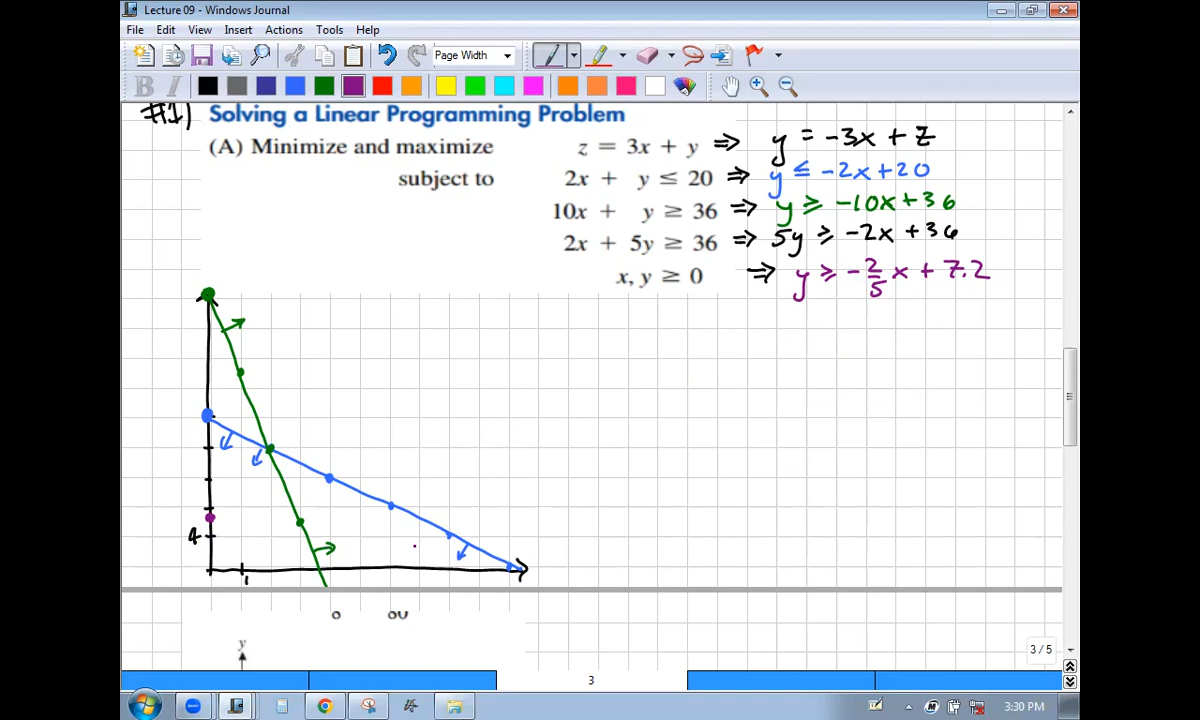 Lecture 09 - Windows Journal
File Edit View Insert Actions Tools Help
Page Width
B I
#1) Solving a Linear Programming Problem
(A) Minimize and maximize z = 3x + y ⇒ y = -3x + z
subject to 2x + y ≤ 20 ⇒ y ≤ -2x+20
10x + y ≥ 36 ⇒ y ≥ -10x+36
2x + 5y ≥ 36 ⇒ 5y ≥ -2x +36
x, y ≥ 0 ⇒ y ≥ -2/5 x + 7.2
4
1
y
3 / 5
3
3:30 PM